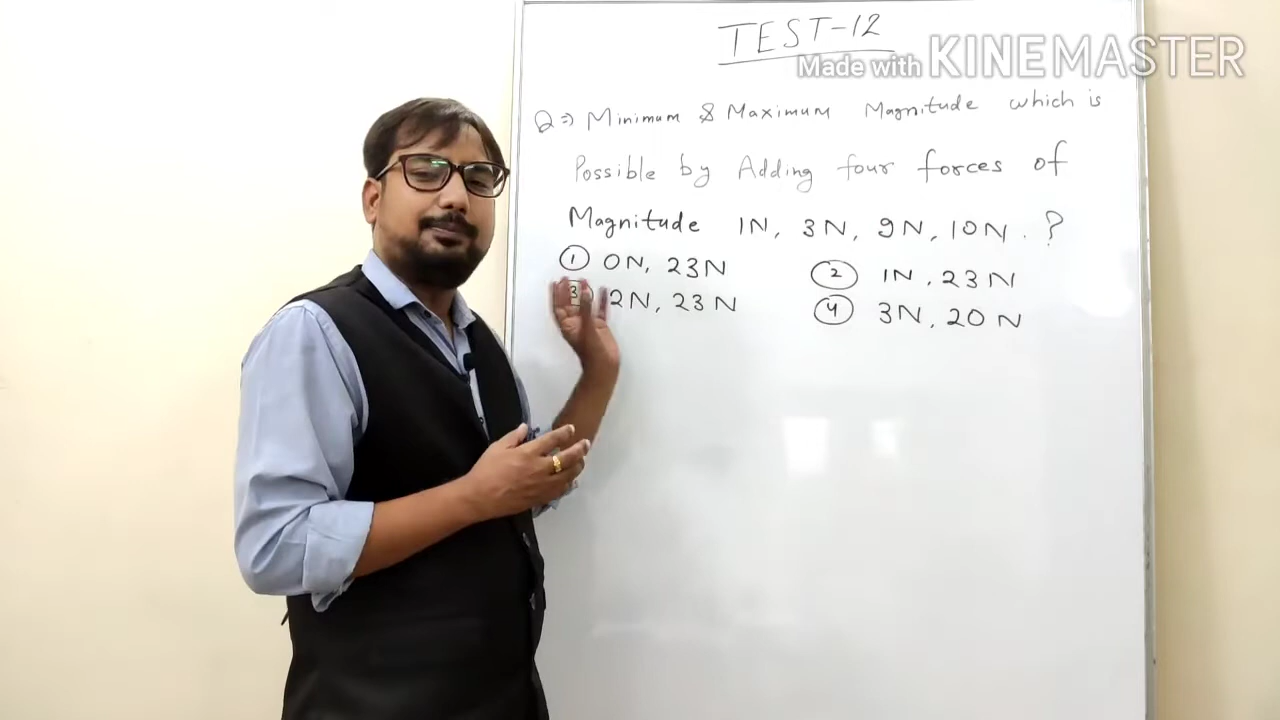 TEST-12
Made with KINEMASTER
Q⇒ Minimum & Maximum Magnitude which is
Possible by Adding four forces of
Magnitude 1N, 3N, 9N, 10N. ?
① 0N, 23N ② 1N, 23N
③ 2N, 23N ④ 3N, 20N